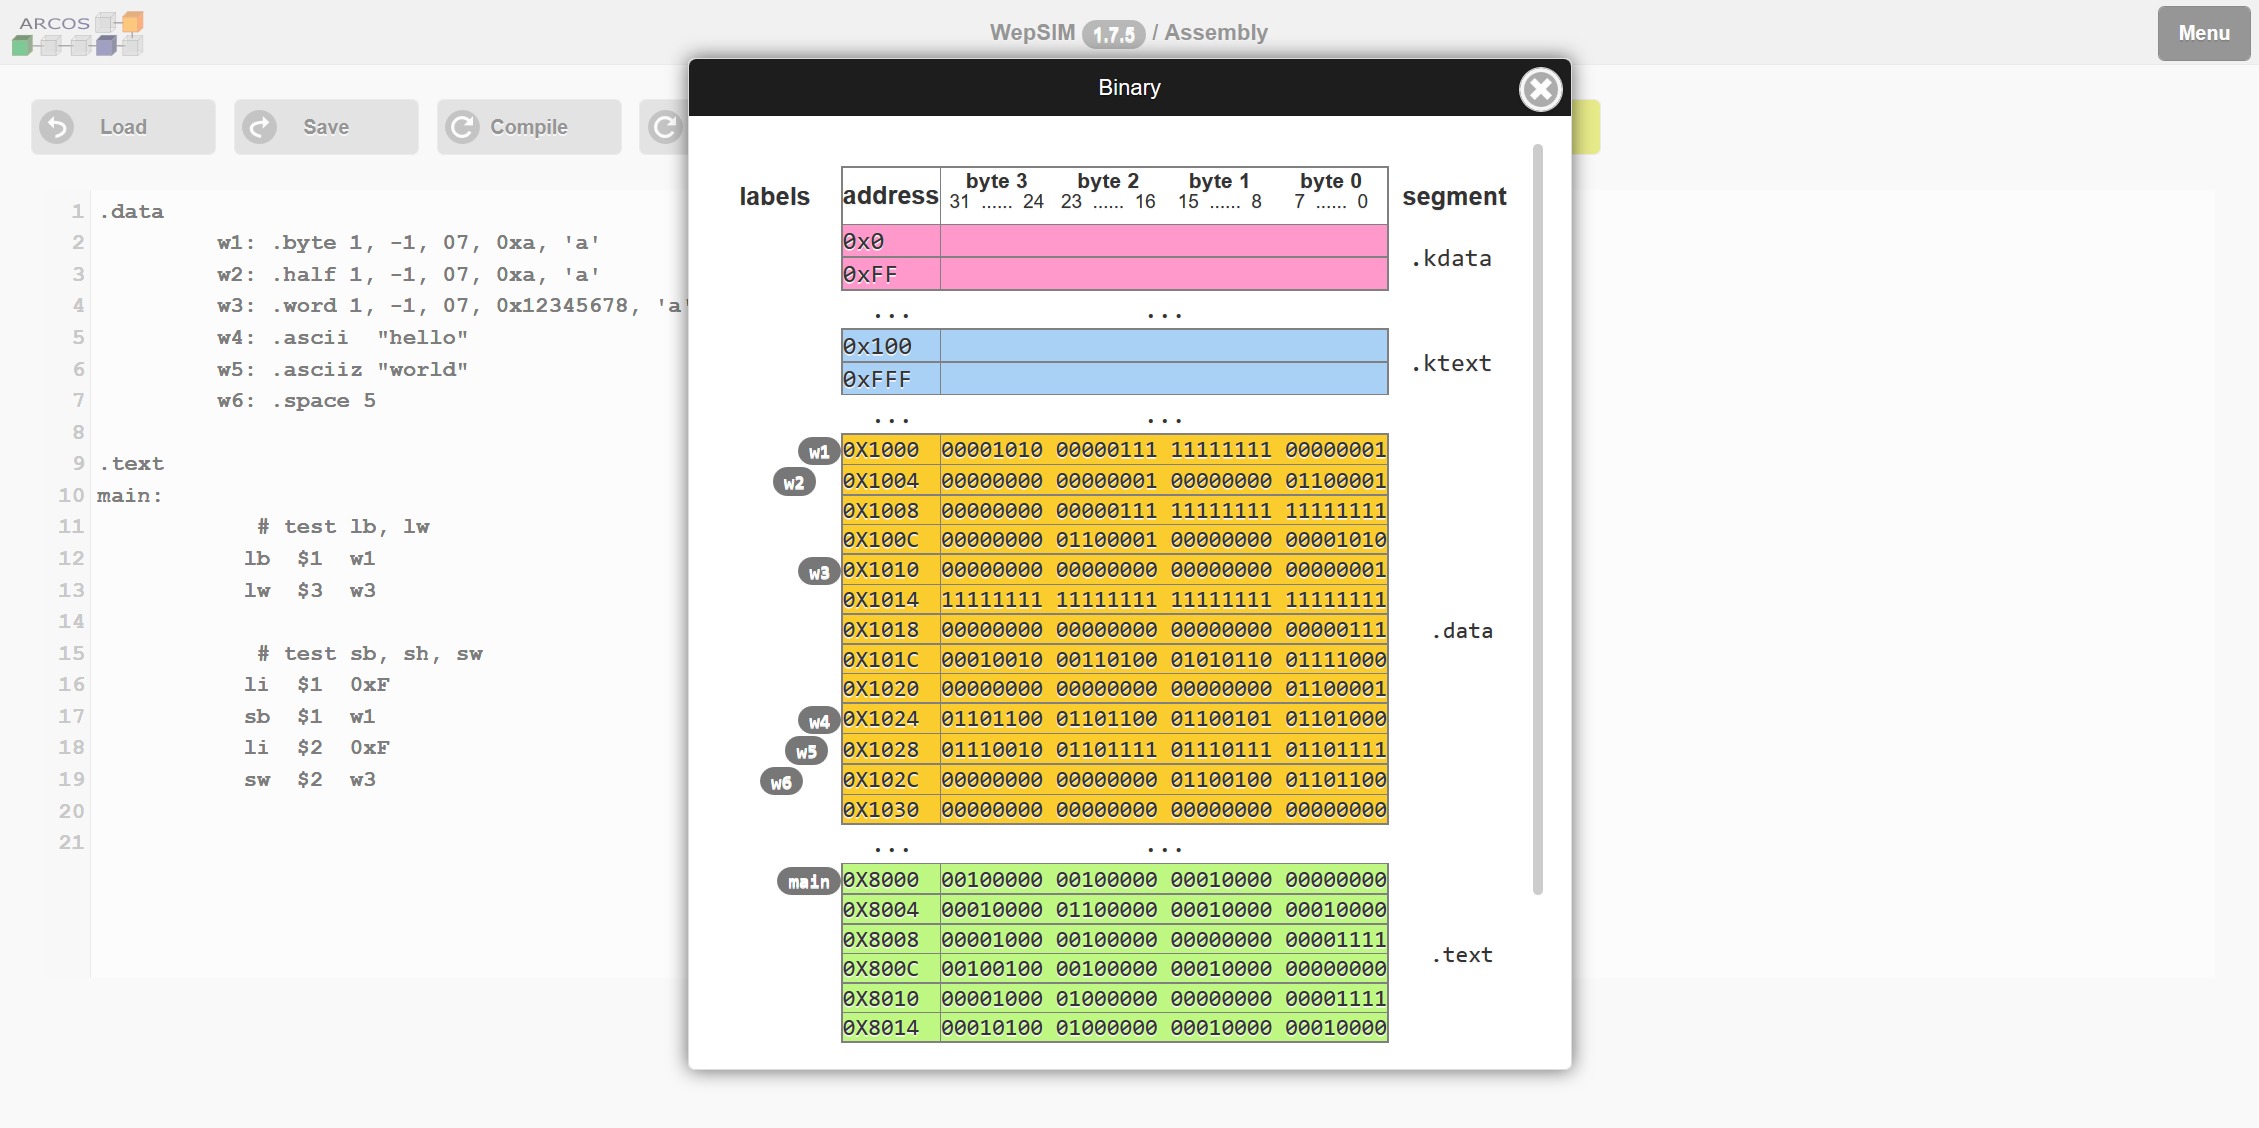 ARCOS
WepSIM 1.7.5 / Assembly
Menu
Load
Save
Compile
1 .data
2 w1: .byte 1, -1, 07, 0xa, 'a'
3 w2: .half 1, -1, 07, 0xa, 'a'
4 w3: .word 1, -1, 07, 0x12345678, 'a'
5 w4: .ascii "hello"
6 w5: .asciiz "world"
7 w6: .space 5
8
9 .text
10 main:
11 # test lb, lw
12 lb $1 w1
13 lw $3 w3
14
15 # test sb, sh, sw
16 li $1 0xF
17 sb $1 w1
18 li $2 0xF
19 sw $2 w3
20
21
Binary
labels address byte 3 byte 2 byte 1 byte 0 segment
31 ...... 24 23 ...... 16 15 ...... 8 7 ...... 0
0x0
.kdata
0xFF
... ...
0x100
.ktext
0xFFF
... ...
w1 0X1000 00001010 00000111 11111111 00000001
w2 0X1004 00000000 00000001 00000000 01100001
0X1008 00000000 00000111 11111111 11111111
0X100C 00000000 01100001 00000000 00001010
w3 0X1010 00000000 00000000 00000000 00000001
0X1014 11111111 11111111 11111111 11111111
0X1018 00000000 00000000 00000000 00000111 .data
0X101C 00010010 00110100 01010110 01111000
0X1020 00000000 00000000 00000000 01100001
w4 0X1024 01101100 01101100 01100101 01101000
w5 0X1028 01110010 01101111 01110111 01101111
w6 0X102C 00000000 00000000 01100100 01101100
0X1030 00000000 00000000 00000000 00000000
... ...
main 0X8000 00100000 00100000 00010000 00000000
0X8004 00010000 01100000 00010000 00010000
0X8008 00001000 00100000 00000000 00001111
.text
0X800C 00100100 00100000 00010000 00000000
0X8010 00001000 01000000 00000000 00001111
0X8014 00010100 01000000 00010000 00010000